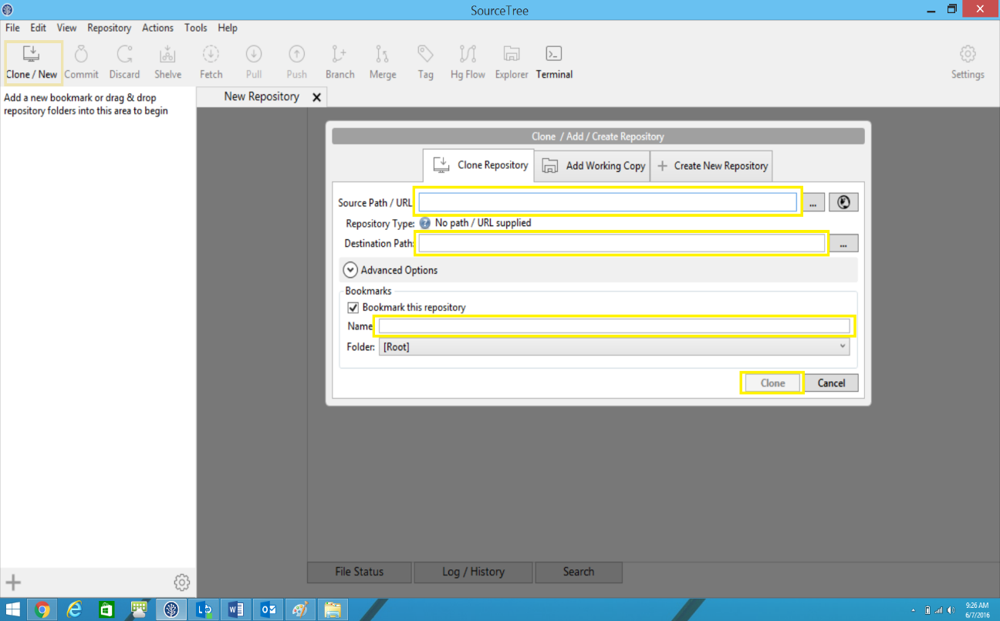 SourceTree
File Edit View Repository Actions Tools Help
Clone / New Commit Discard Shelve Fetch Pull Push Branch Merge Tag Hg Flow Explorer Terminal Settings
Add a new bookmark or drag & drop
repository folders into this area to begin
New Repository
Clone / Add / Create Repository
Clone Repository Add Working Copy Create New Repository
Source Path / URL ...
Repository Type: No path / URL supplied
Destination Path: ...
Advanced Options
Bookmarks
Bookmark this repository
Name
Folder: [Root]
Clone Cancel
File Status Log / History Search
9:26 AM
6/7/2016